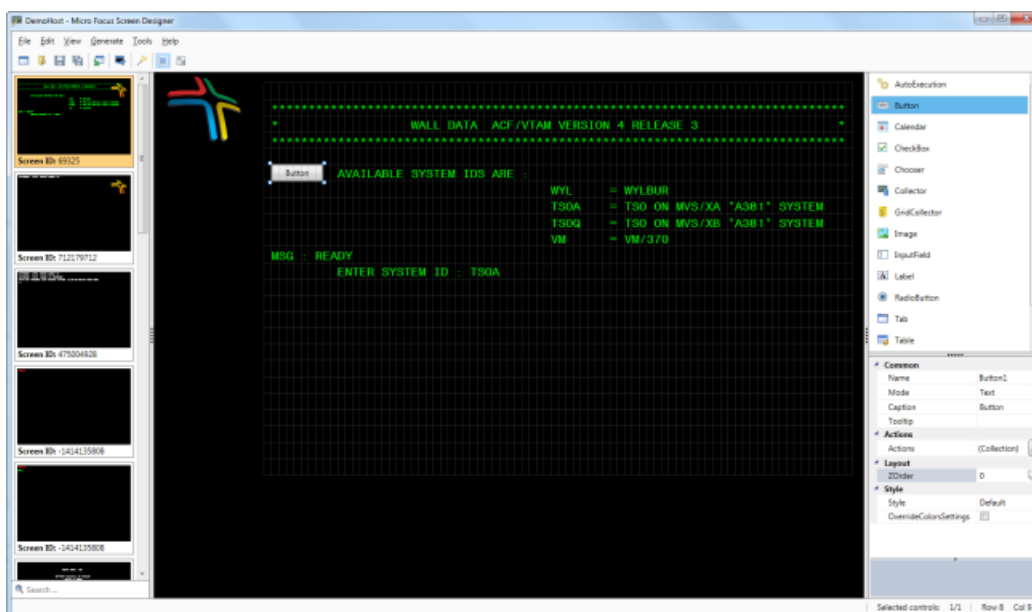 DemoHost - Micro Focus Screen Designer
File Edit View Generate Tools Help
Screen ID: 69325
Screen ID: 712179712
Screen ID: 475004928
Screen ID: -1414135808
Screen ID: -1414135808
Search ...
* WALL DATA ACF/VTAM VERSION 4 RELEASE 3 *
Button AVAILABLE SYSTEM IDS ARE :
WYL = WYLBUR
TSOA = TSO ON MVS/XA "A381" SYSTEM
TSOQ = TSO ON MVS/XB "A381" SYSTEM
VM = VM/370
MSG : READY
ENTER SYSTEM ID : TSOA
AutoExecution
Button
Calendar
CheckBox
Chooser
Collector
GridCollector
Image
InputField
Label
RadioButton
Tab
Table
Common
Name Button1
Mode Text
Caption Button
Tooltip
Actions
Actions (Collection)
Layout
ZOrder 0
Style
Style Default
OverrideColorsSettings
Selected controls: 1/1 Row 8 Col